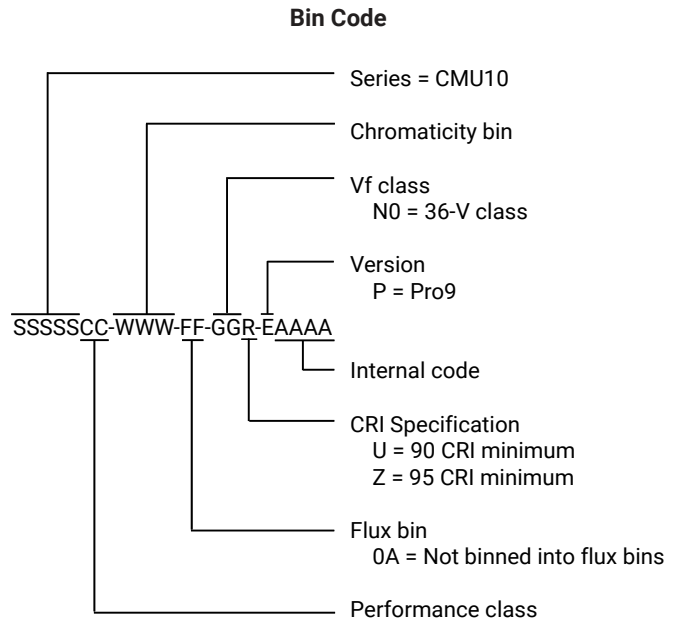 Bin Code
Series = CMU10
Chromaticity bin
Vf class
N0 = 36-V class
Version
P = Pro9
SSSSSCC-WWW-FF-GGR-EAAAA
Internal code
CRI Specification
U = 90 CRI minimum
Z = 95 CRI minimum
Flux bin
0A = Not binned into flux bins
Performance class